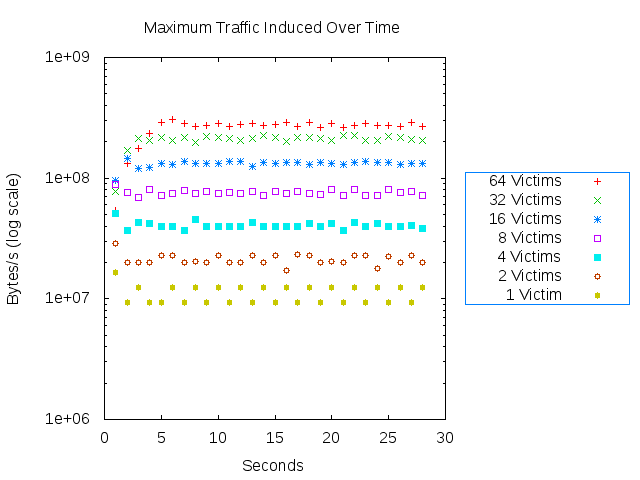 Maximum Traffic Induced Over Time
1e+09
1e+08
1e+07
1e+06
0 5 10 15 20 25 30
Seconds
Bytes/s (log scale)
64 Victims
32 Victims
16 Victims
8 Victims
4 Victims
2 Victims
1 Victim